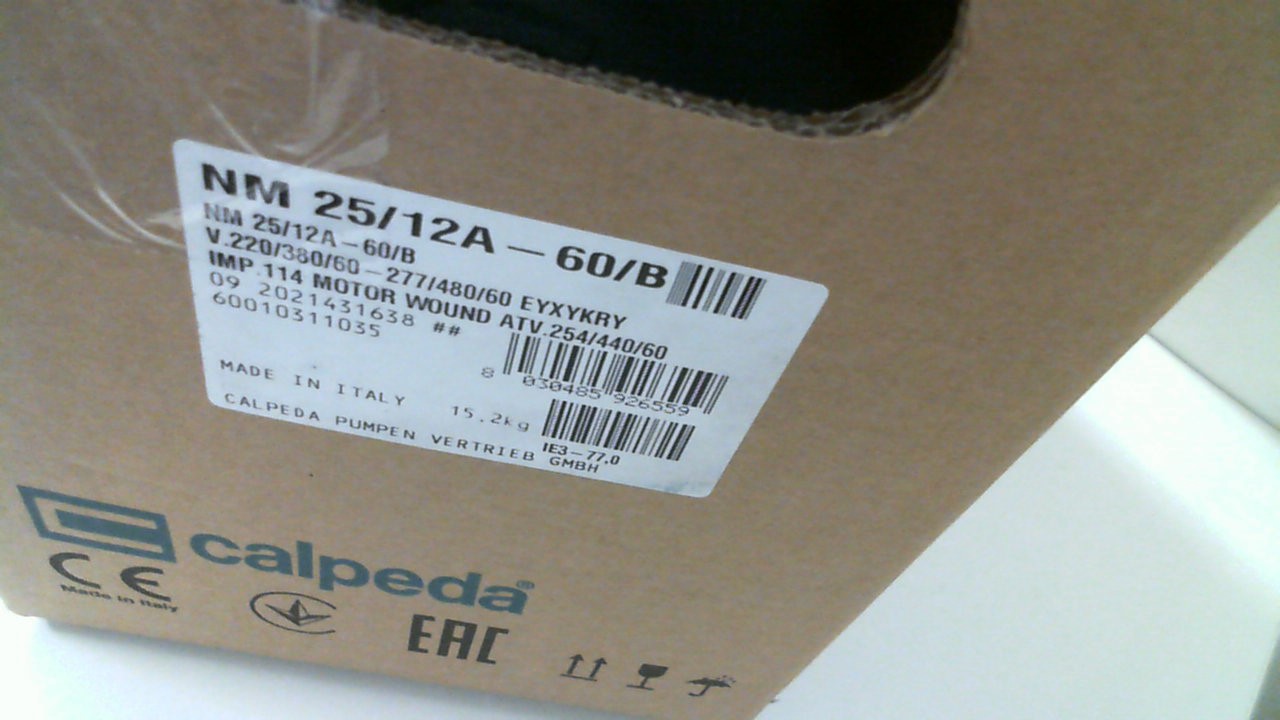 NM 25/12A-60/B
NM 25/12A-60/B
V.220/380/60-277/480/60 EYXYKRY
IMP.114 MOTOR WOUND ATV.254/440/60
09 2021431638 ##
60010311035
8 030485 926559
MADE IN ITALY 15.2kg
IE3-77.0
CALPEDA PUMPEN VERTRIEB GMBH
calpeda®
CE
Made in Italy
EAC